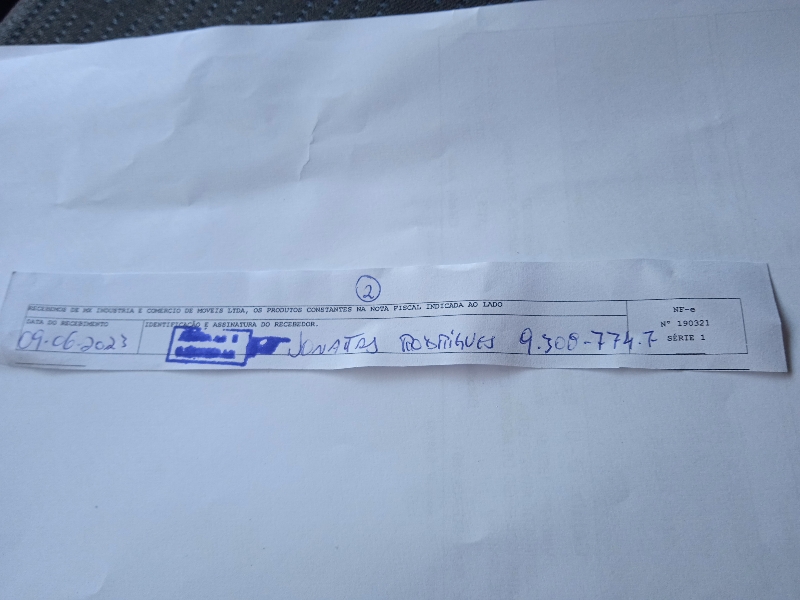 2
RECEBEMOS DE MX INDUSTRIA E COMERCIO DE MOVEIS LTDA, OS PRODUTOS CONSTANTES NA NOTA FISCAL INDICADA AO LADO
DATA DO RECEBIMENTO
IDENTIFICAÇÃO E ASSINATURA DO RECEBEDOR.
09-06-2023
JONATAS RODRIGUES 9.308-774.7
NF-e
Nº 190321
SÉRIE 1